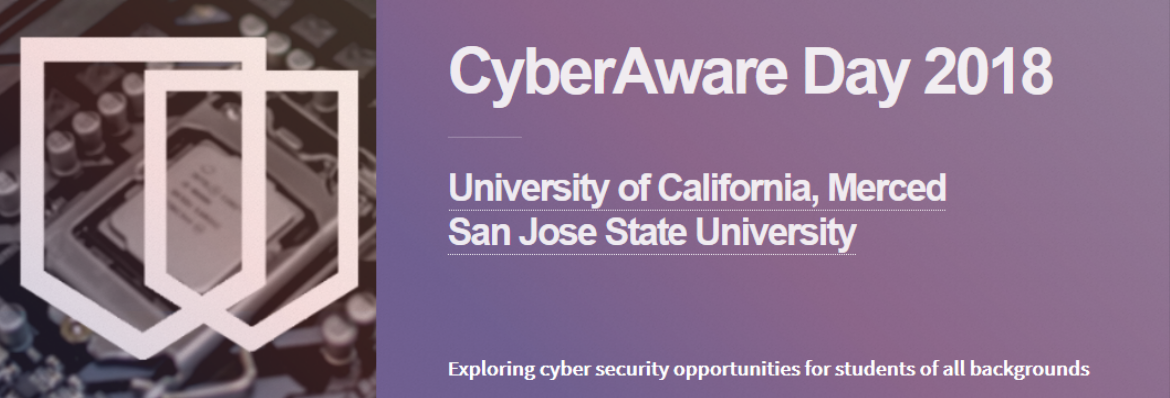 CyberAware Day 2018
University of California, Merced
San Jose State University
Exploring cyber security opportunities for students of all backgrounds